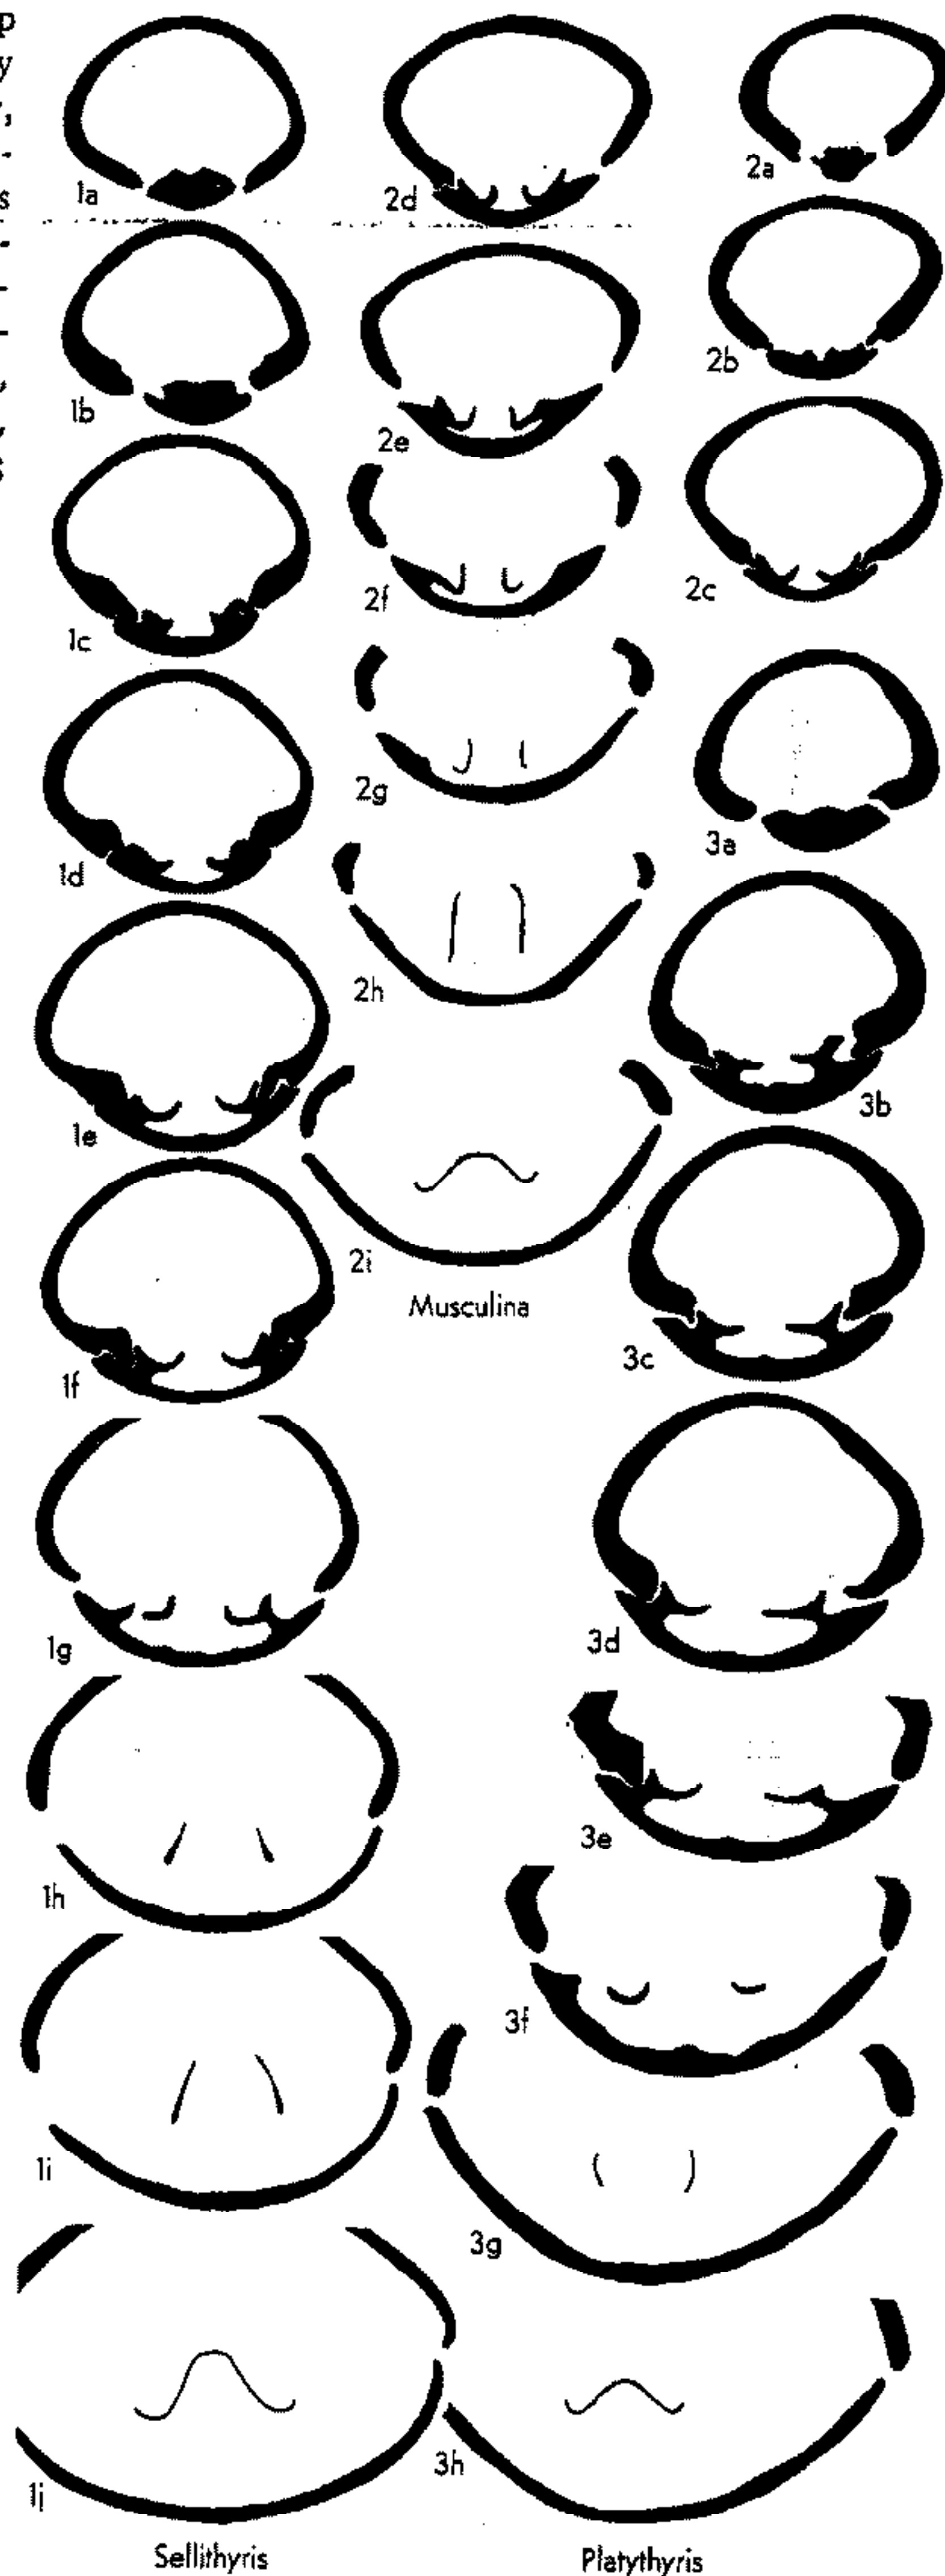 p
y
,
-
s
-
1a
2d
2a
1b
2e
2b
1c
2f
2c
1d
2g
3a
1e
2h
3b
1f
2i
Musculina
3c
1g
3d
1h
3e
1i
3f
3g
1j
3h
Sellithyris
Platythyris